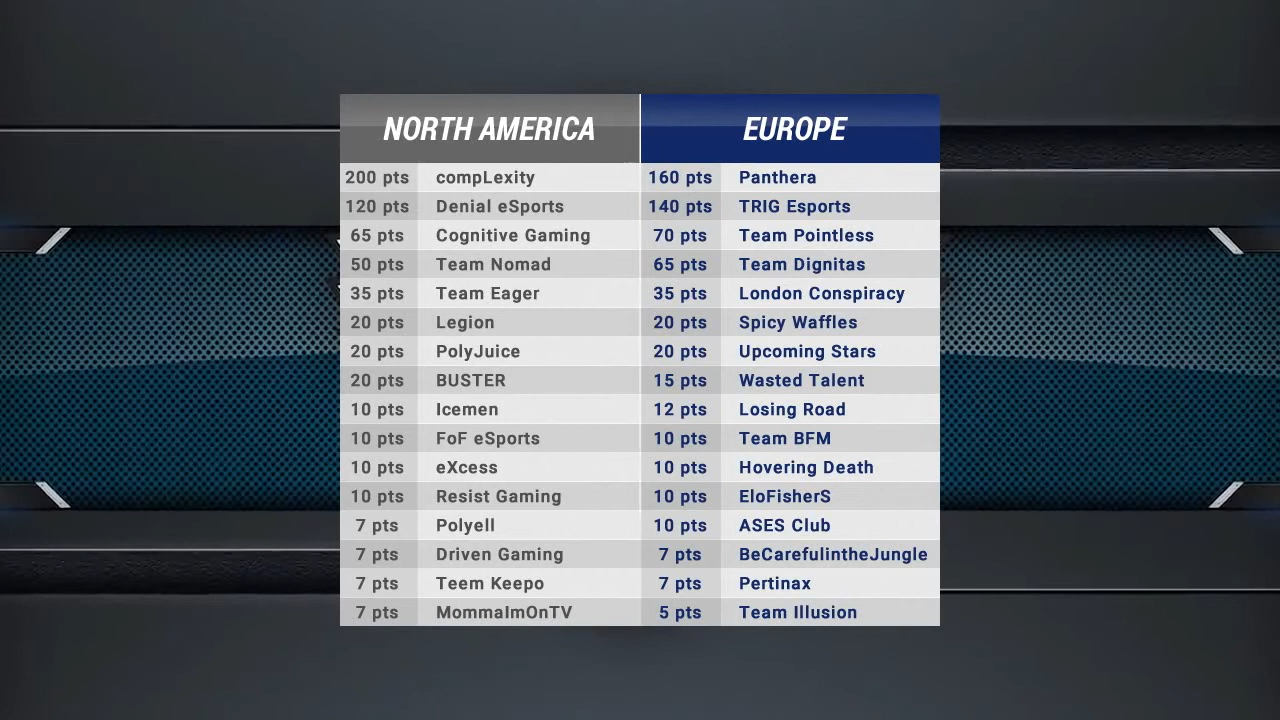 NORTH AMERICA EUROPE
200 pts compLexity 160 pts Panthera
120 pts Denial eSports 140 pts TRIG Esports
65 pts Cognitive Gaming 70 pts Team Pointless
50 pts Team Nomad 65 pts Team Dignitas
35 pts Team Eager 35 pts London Conspiracy
20 pts Legion 20 pts Spicy Waffles
20 pts PolyJuice 20 pts Upcoming Stars
20 pts BUSTER 15 pts Wasted Talent
10 pts Icemen 12 pts Losing Road
10 pts FoF eSports 10 pts Team BFM
10 pts eXcess 10 pts Hovering Death
10 pts Resist Gaming 10 pts EloFisherS
7 pts Polyell 10 pts ASES Club
7 pts Driven Gaming 7 pts BeCarefulintheJungle
7 pts Teem Keepo 7 pts Pertinax
7 pts MommaImOnTV 5 pts Team Illusion